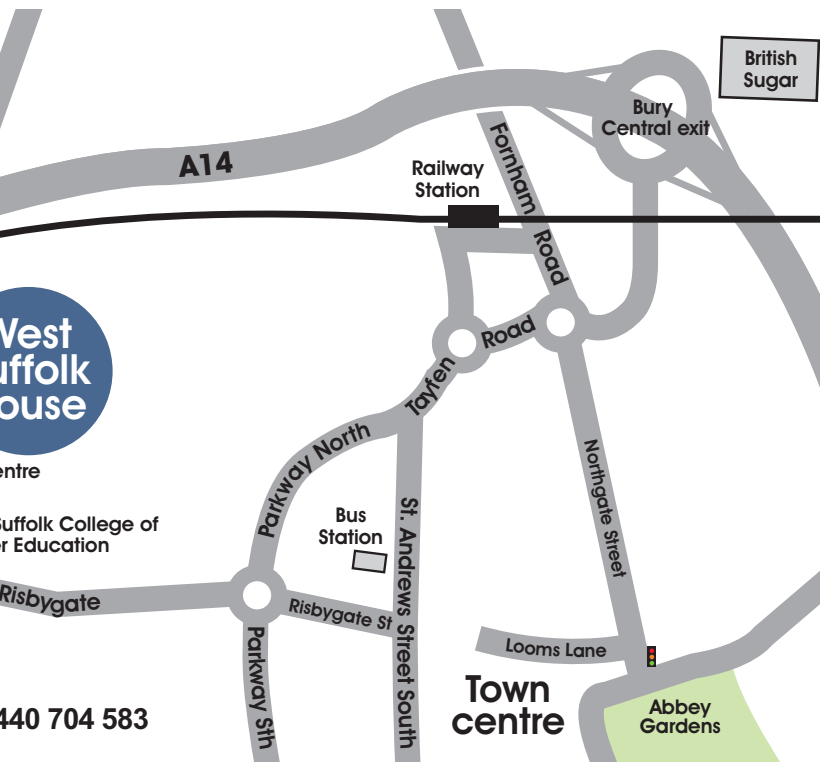 British
Sugar
Bury
Central exit
A14
Fornham Road
Railway
Station
West
uffolk
ouse
Tayfen Road
Parkway North
entre
Northgate Street
Suffolk College of
er Education
Bus
Station
St. Andrews Street South
Risbygate
Risbygate St
Parkway Sth
Looms Lane
Town
centre
Abbey
Gardens
440 704 583